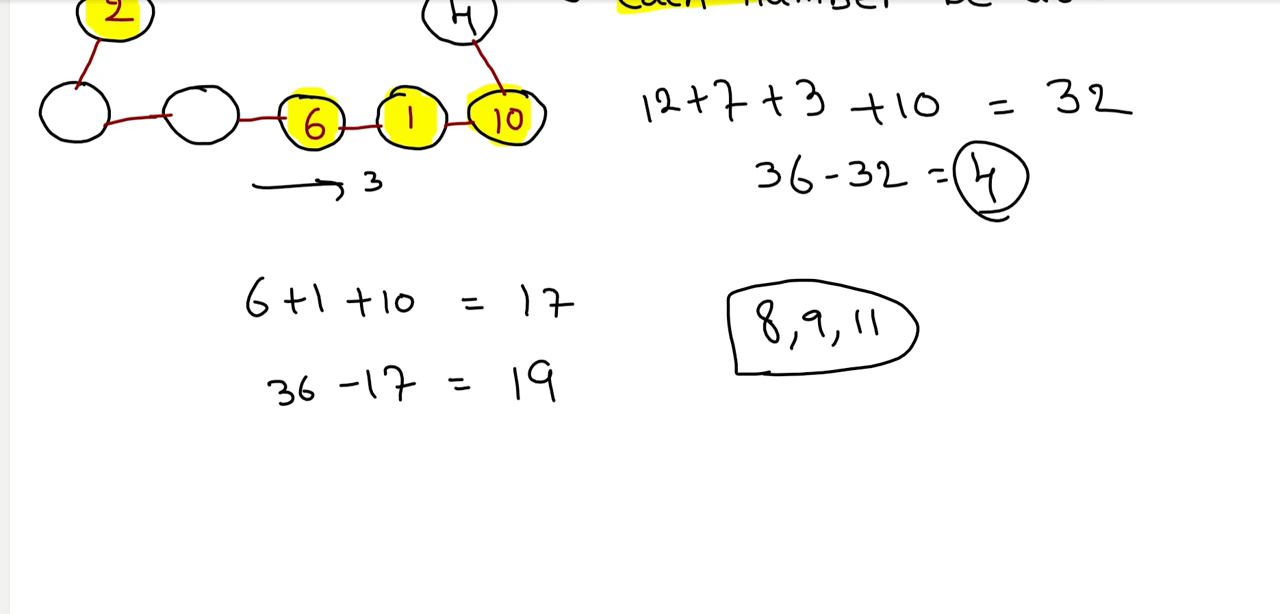 2
4
6 1 10
3
12+7+3 +10 = 32
36-32 = 4
6+1+10 = 17
36-17 = 19
8, 9, 11